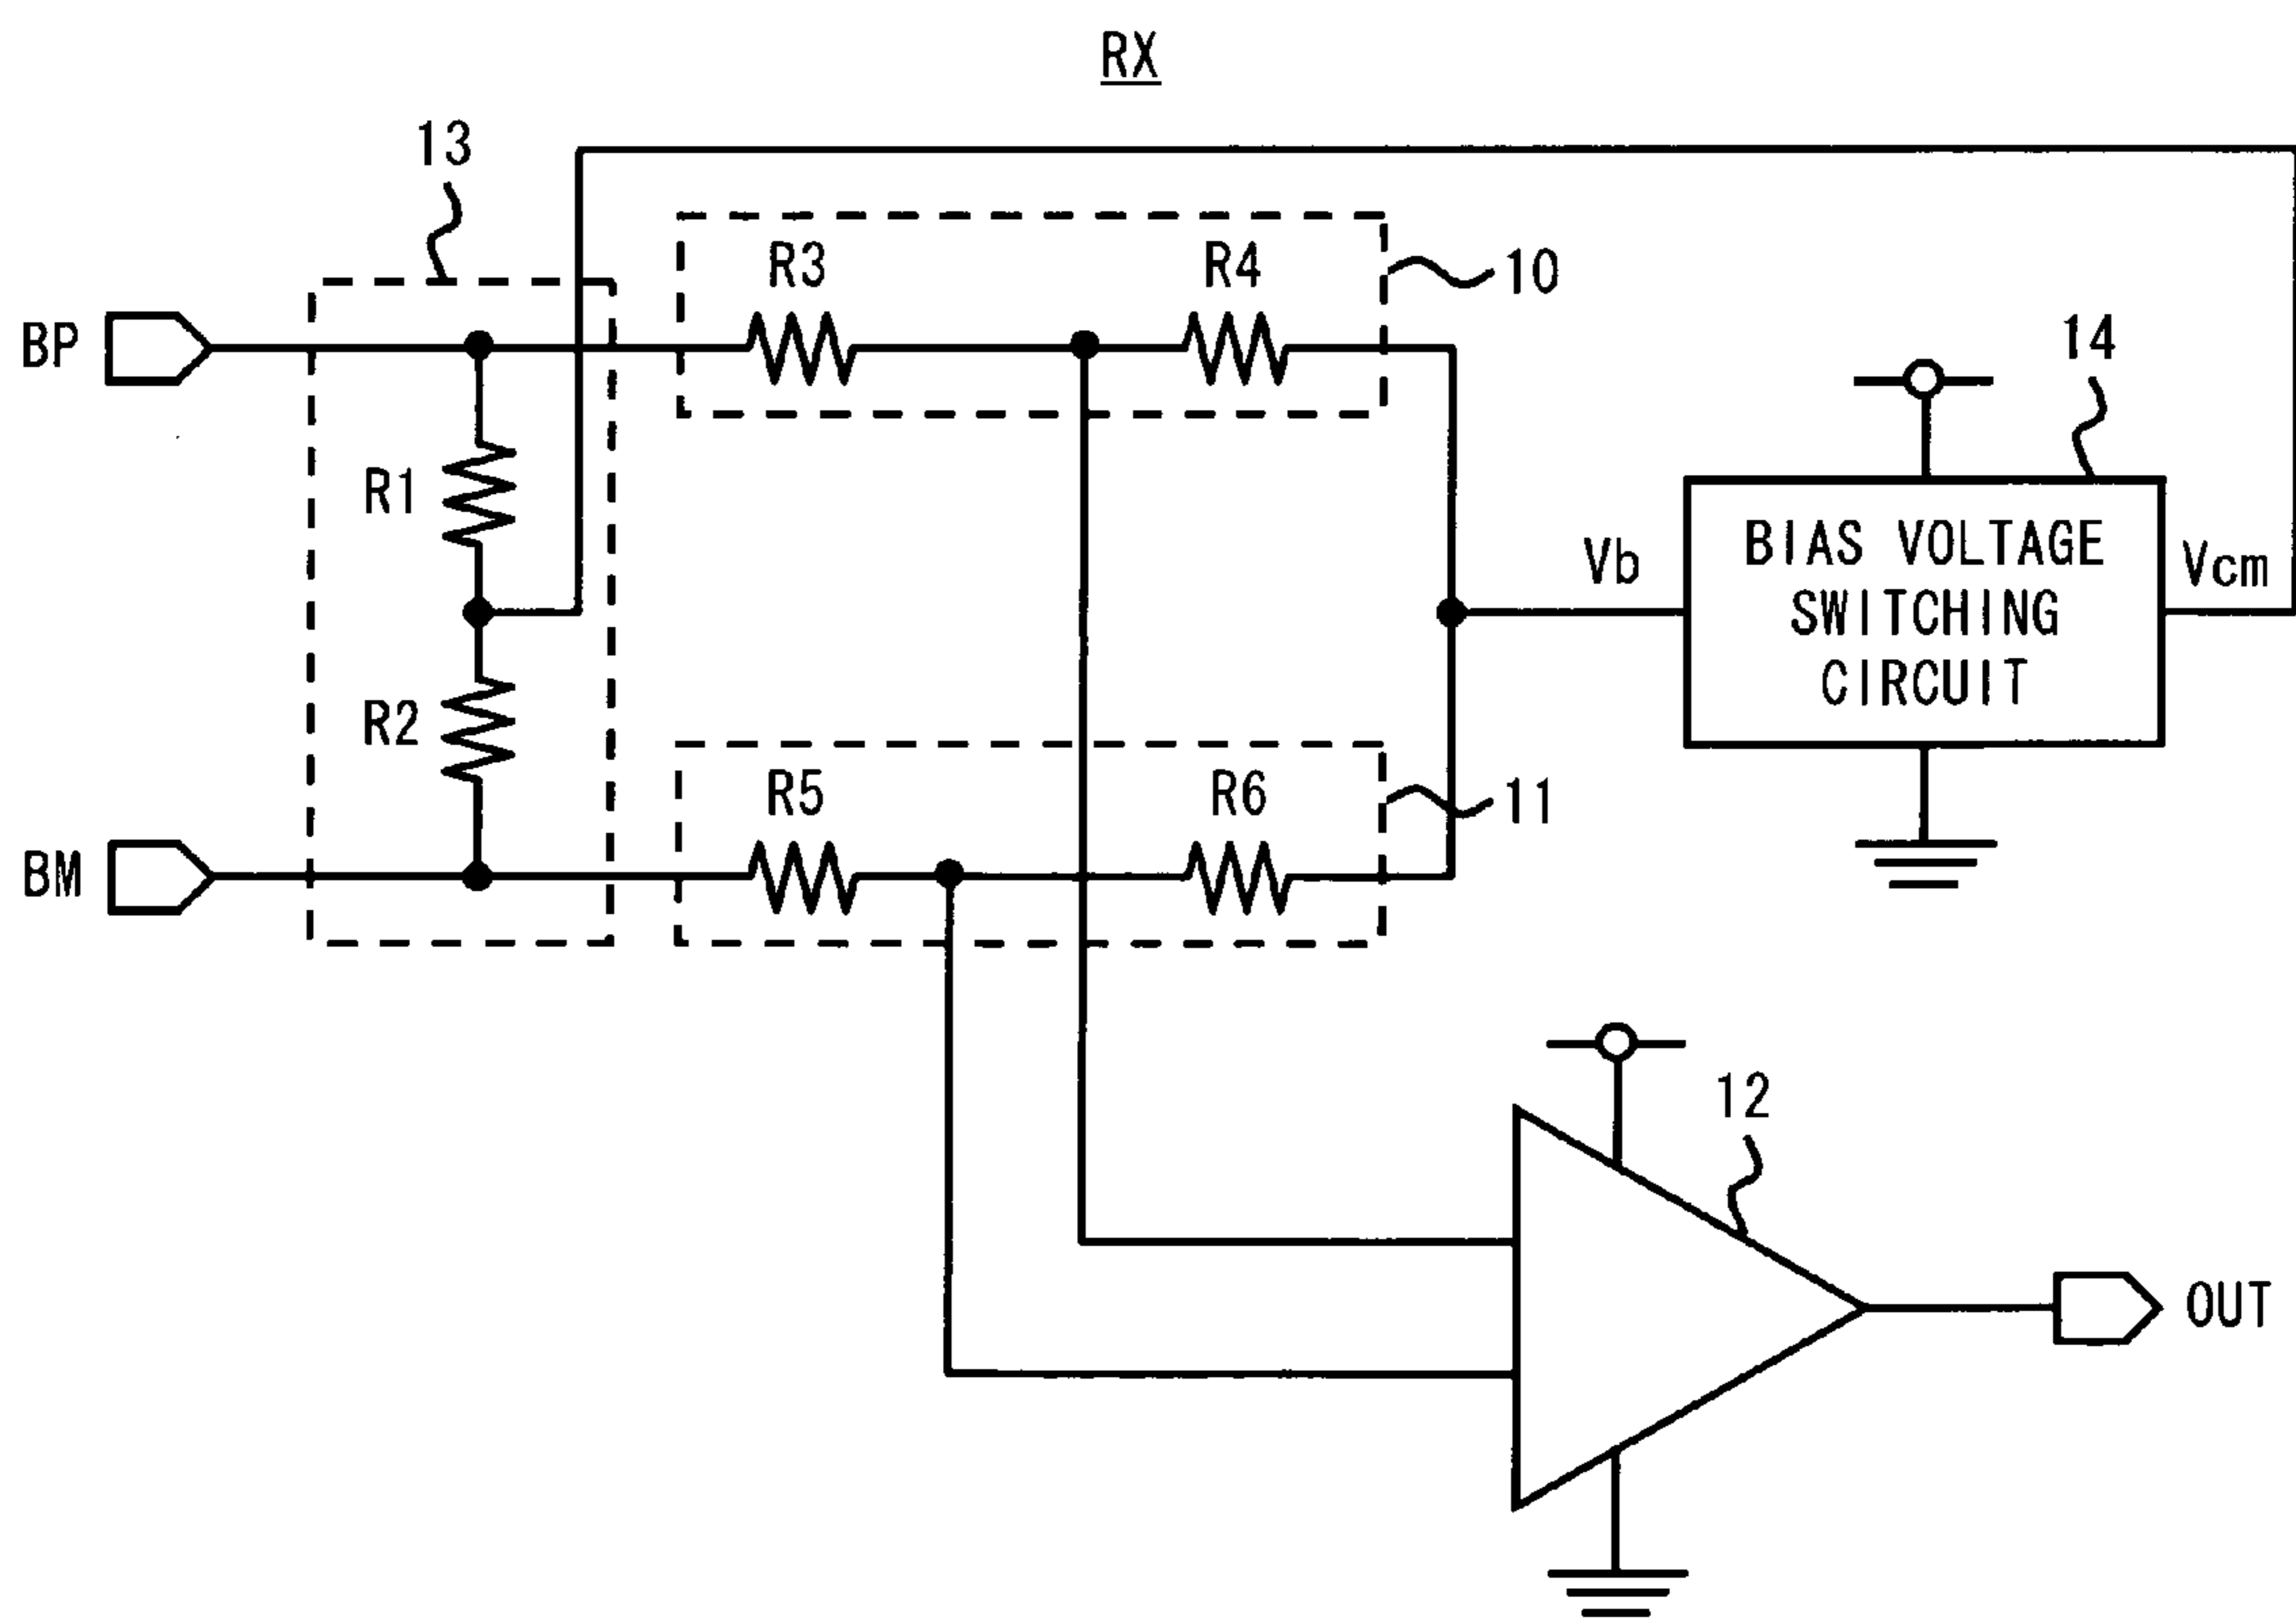 RX
13
R3
R4
10
BP
14
R1
Vb
BIAS VOLTAGE
SWITCHING
CIRCUIT
Vcm
R2
R5
R6
11
BM
12
OUT